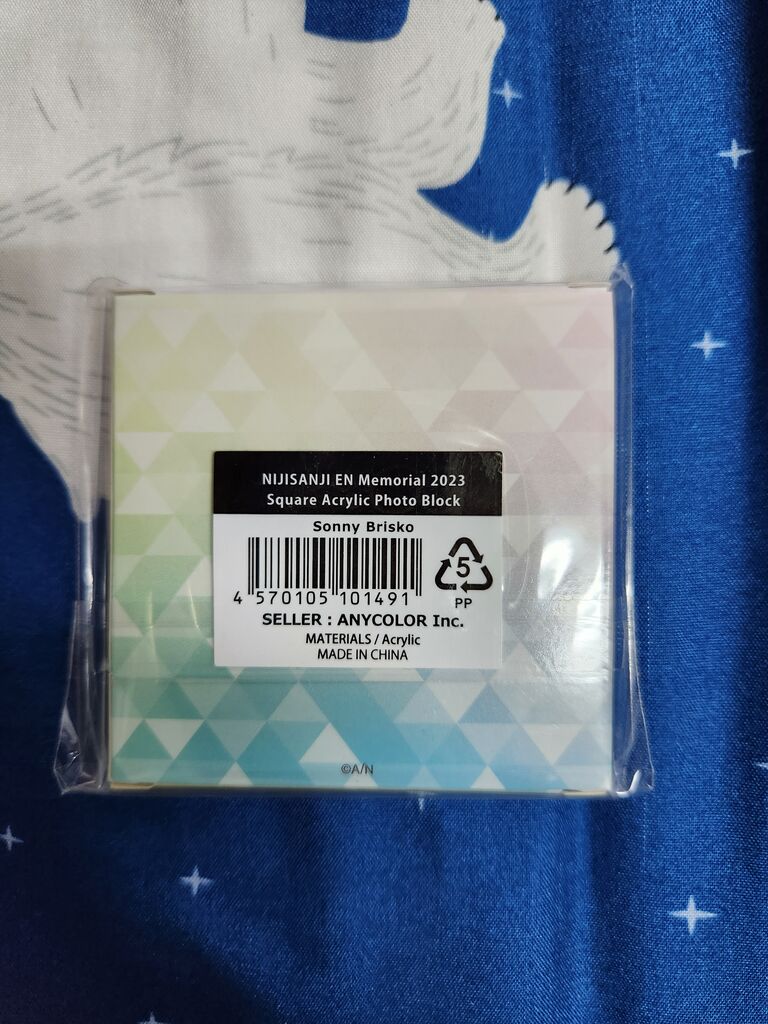 NIJISANJI EN Memorial 2023
Square Acrylic Photo Block
Sonny Brisko
4 570105 101491
5
PP
SELLER : ANYCOLOR Inc.
MATERIALS / Acrylic
MADE IN CHINA
©A/N